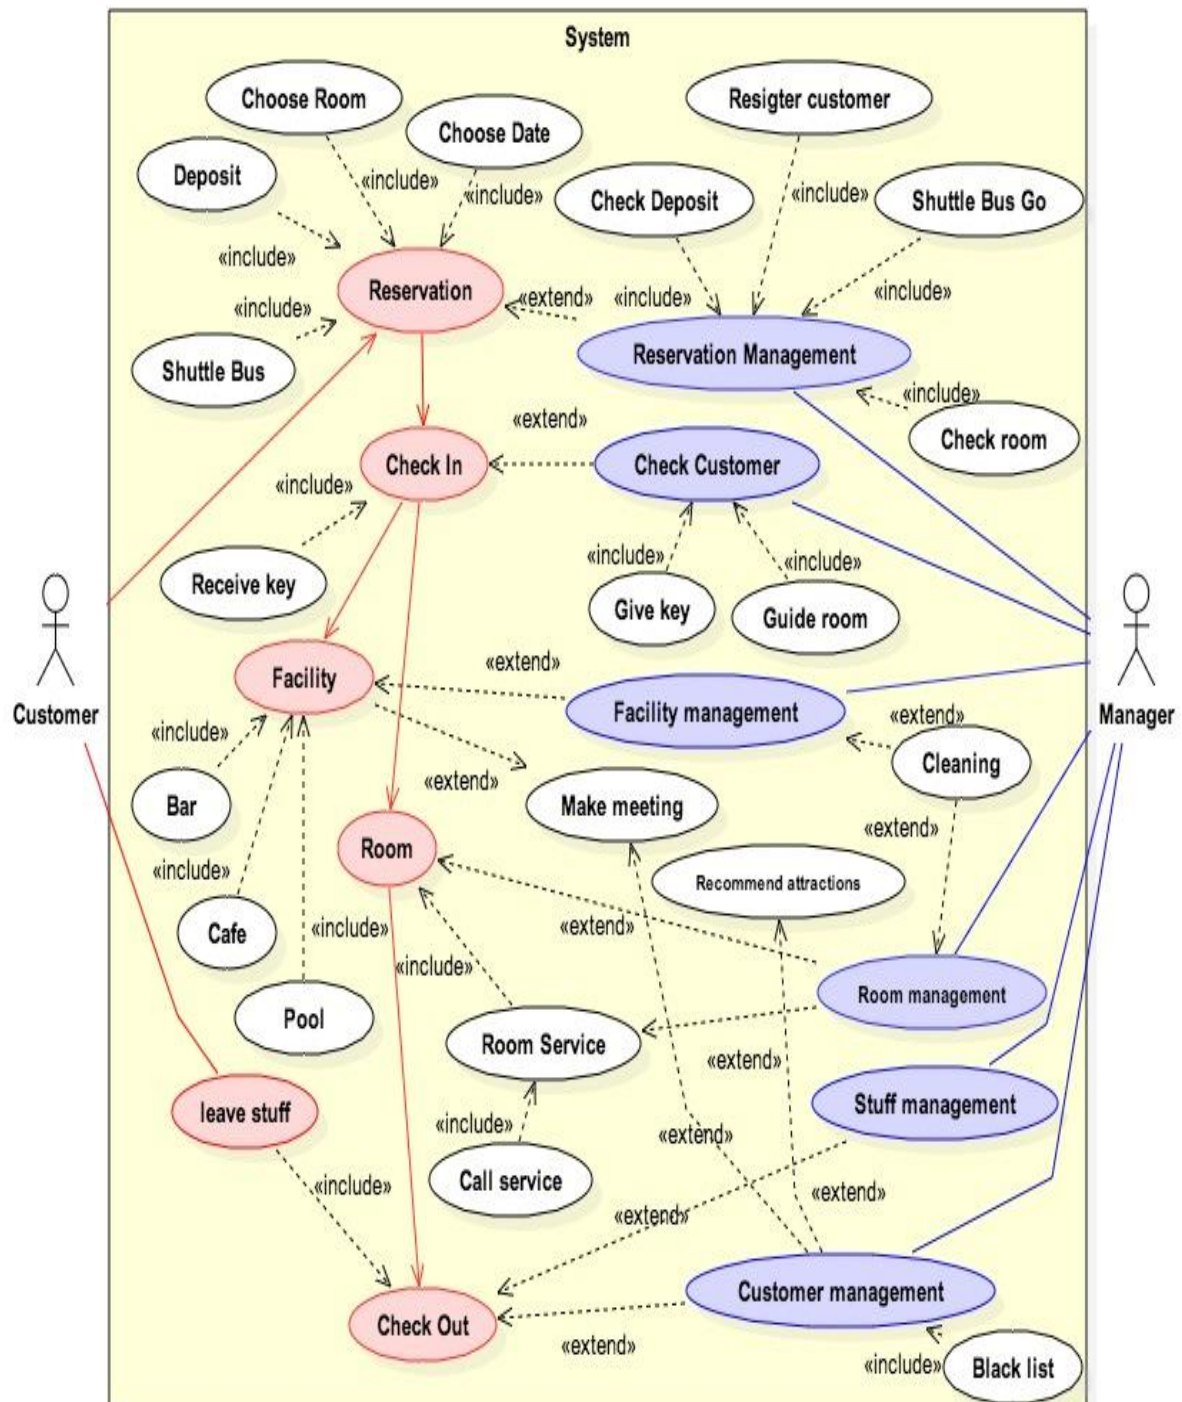 System
Choose Room
Resigter customer
Choose Date
Deposit
«include»
Check Deposit
«include»
Shuttle Bus Go
«include»
«include»
Reservation
«extend»
«include»
«include»
«include»
Shuttle Bus
Reservation Management
«include»
«extend»
Check room
Check In
Check Customer
«include»
«include»
«include»
Receive key
Give key
Guide room
Customer
Manager
Facility
«extend»
Facility management
«extend»
«include»
Cleaning
«extend»
Bar
Make meeting
«extend»
Room
«include»
Recommend attractions
Cafe
«include»
«extend»
«include»
Room management
Pool
Room Service
«extend»
leave stuff
Stuff management
«include»
«extend»
Call service
«include»
«extend»
«extend»
Customer management
Check Out
«extend»
«include»
Black list